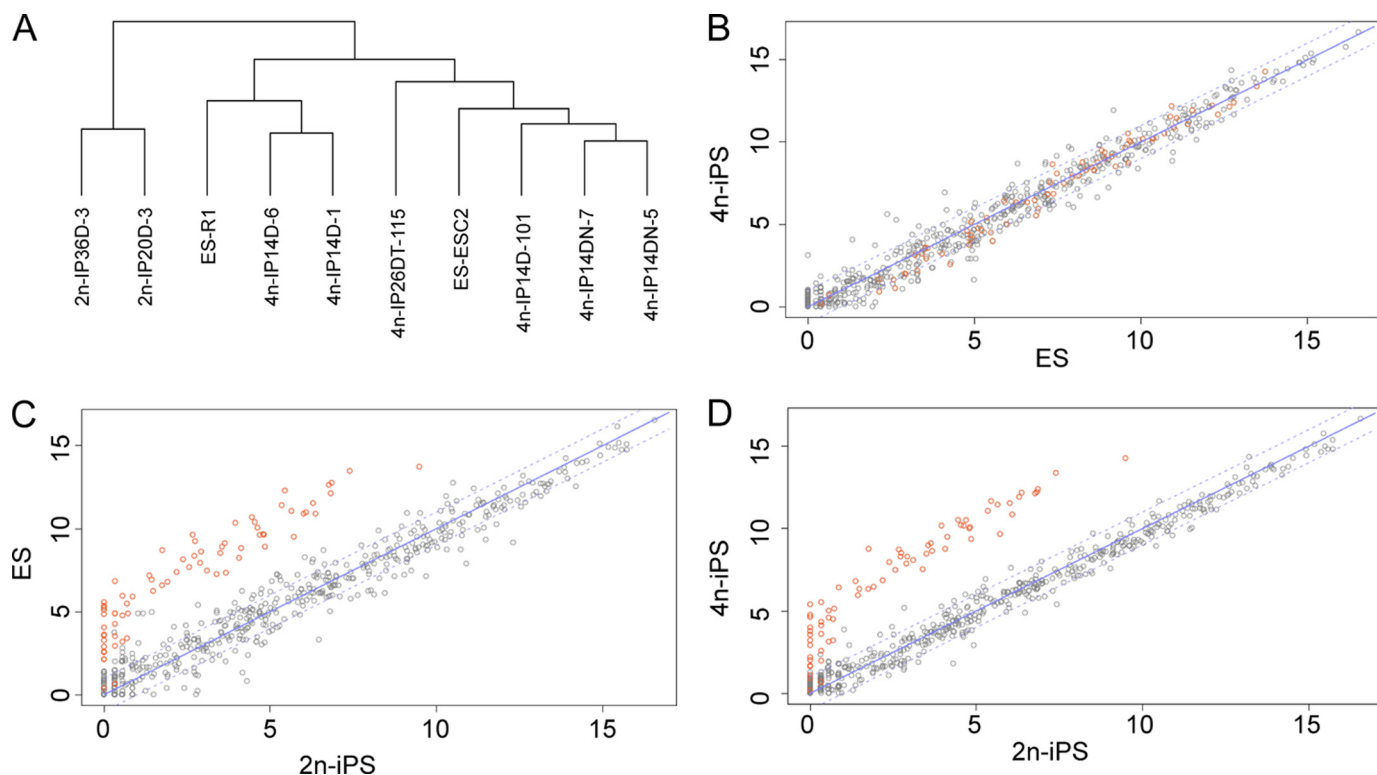 A
2n-IP36D-3
2n-IP20D-3
ES-R1
4n-IP14D-6
4n-IP14D-1
4n-IP26DT-115
ES-ESC2
4n-IP14D-101
4n-IP14DN-7
4n-IP14DN-5
B
4n-iPS
15
10
5
0
0 5 10 15
ES
C
ES
15
10
5
0
0 5 10 15
2n-iPS
D
4n-iPS
15
10
5
0
0 5 10 15
2n-iPS